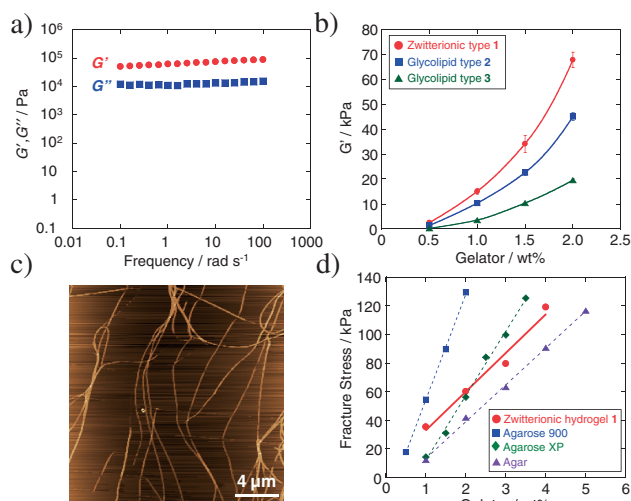 a)
G', G'' / Pa
10⁶
10⁵
10⁴
10²
1
0.1
G'
G''
0.01 0.1 1 10 100 1000
Frequency / rad s⁻¹
b)
G' / kPa
80
70
60
50
40
30
20
10
0
Zwitterionic type 1
Glycolipid type 2
Glycolipid type 3
0 0.5 1.0 1.5 2.0 2.5
Gelator / wt%
c)
4 μm
d)
Fracture Stress / kPa
140
120
100
80
60
40
20
0
Zwitterionic hydrogel 1
Agarose 900
Agarose XP
Agar
0 1 2 3 4 5 6